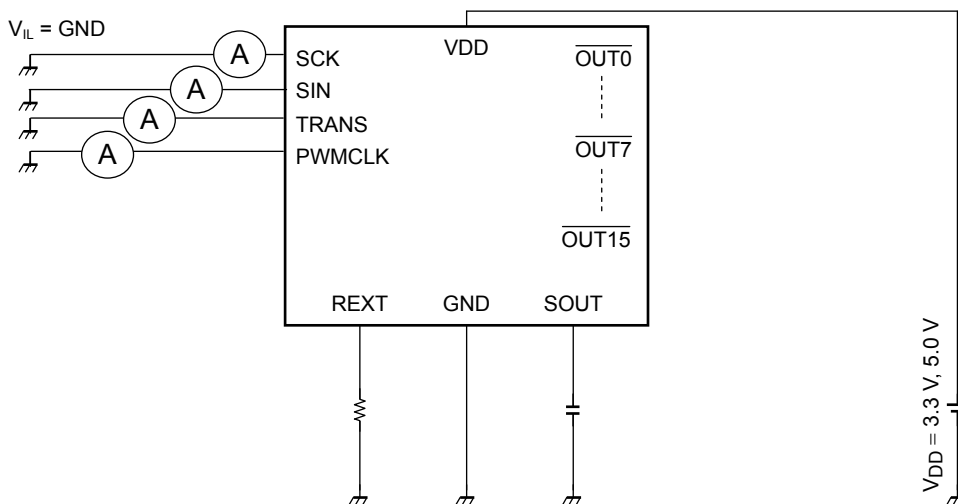 V_IL = GND
A
A
A
A
SCK
SIN
TRANS
PWMCLK
VDD
OUT0
OUT7
OUT15
REXT
GND
SOUT
V_DD = 3.3 V, 5.0 V